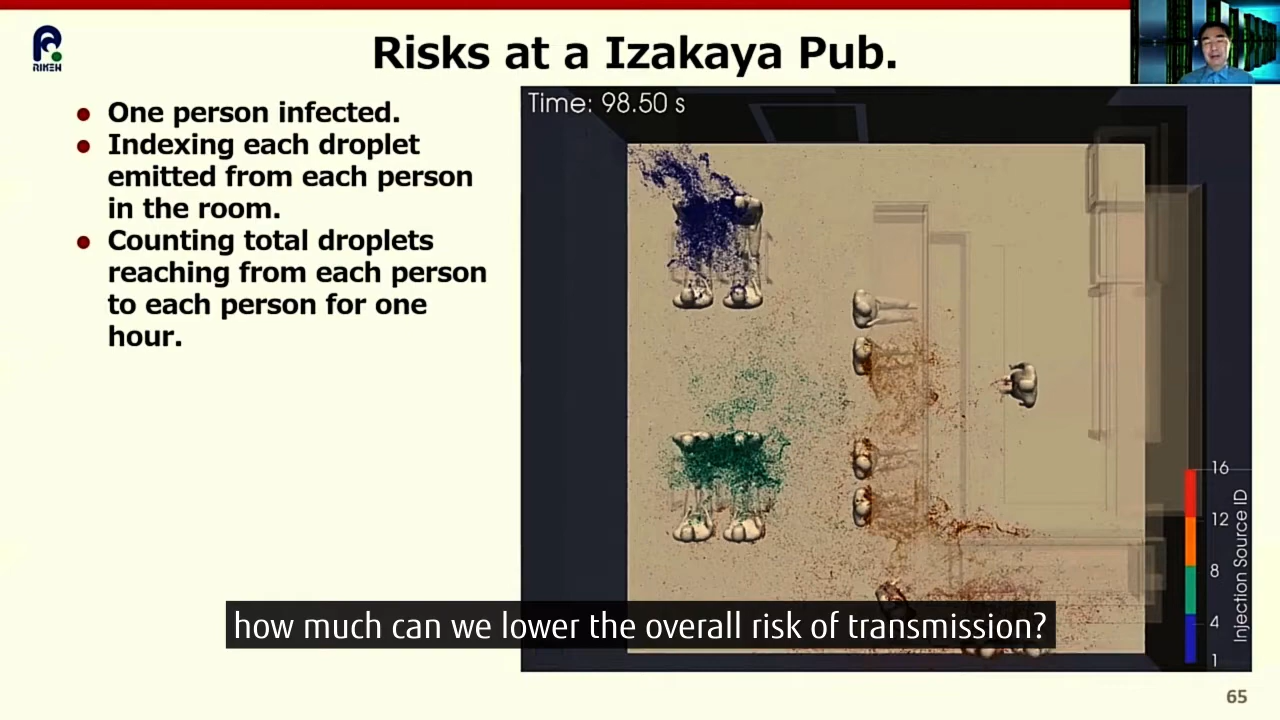 RIKEN
Risks at a Izakaya Pub.
● One person infected.
● Indexing each droplet
emitted from each person
in the room.
● Counting total droplets
reaching from each person
to each person for one
hour.
Time: 98.50 s
16
12
8
4
1
Injection Source ID
how much can we lower the overall risk of transmission?
65